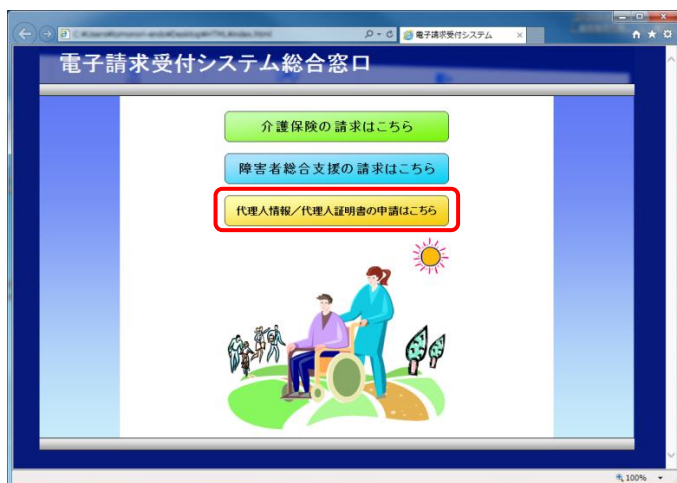 電子請求受付システム
電子請求受付システム総合窓口
介護保険の請求はこちら
障害者総合支援の請求はこちら
代理人情報／代理人証明書の申請はこちら
100%